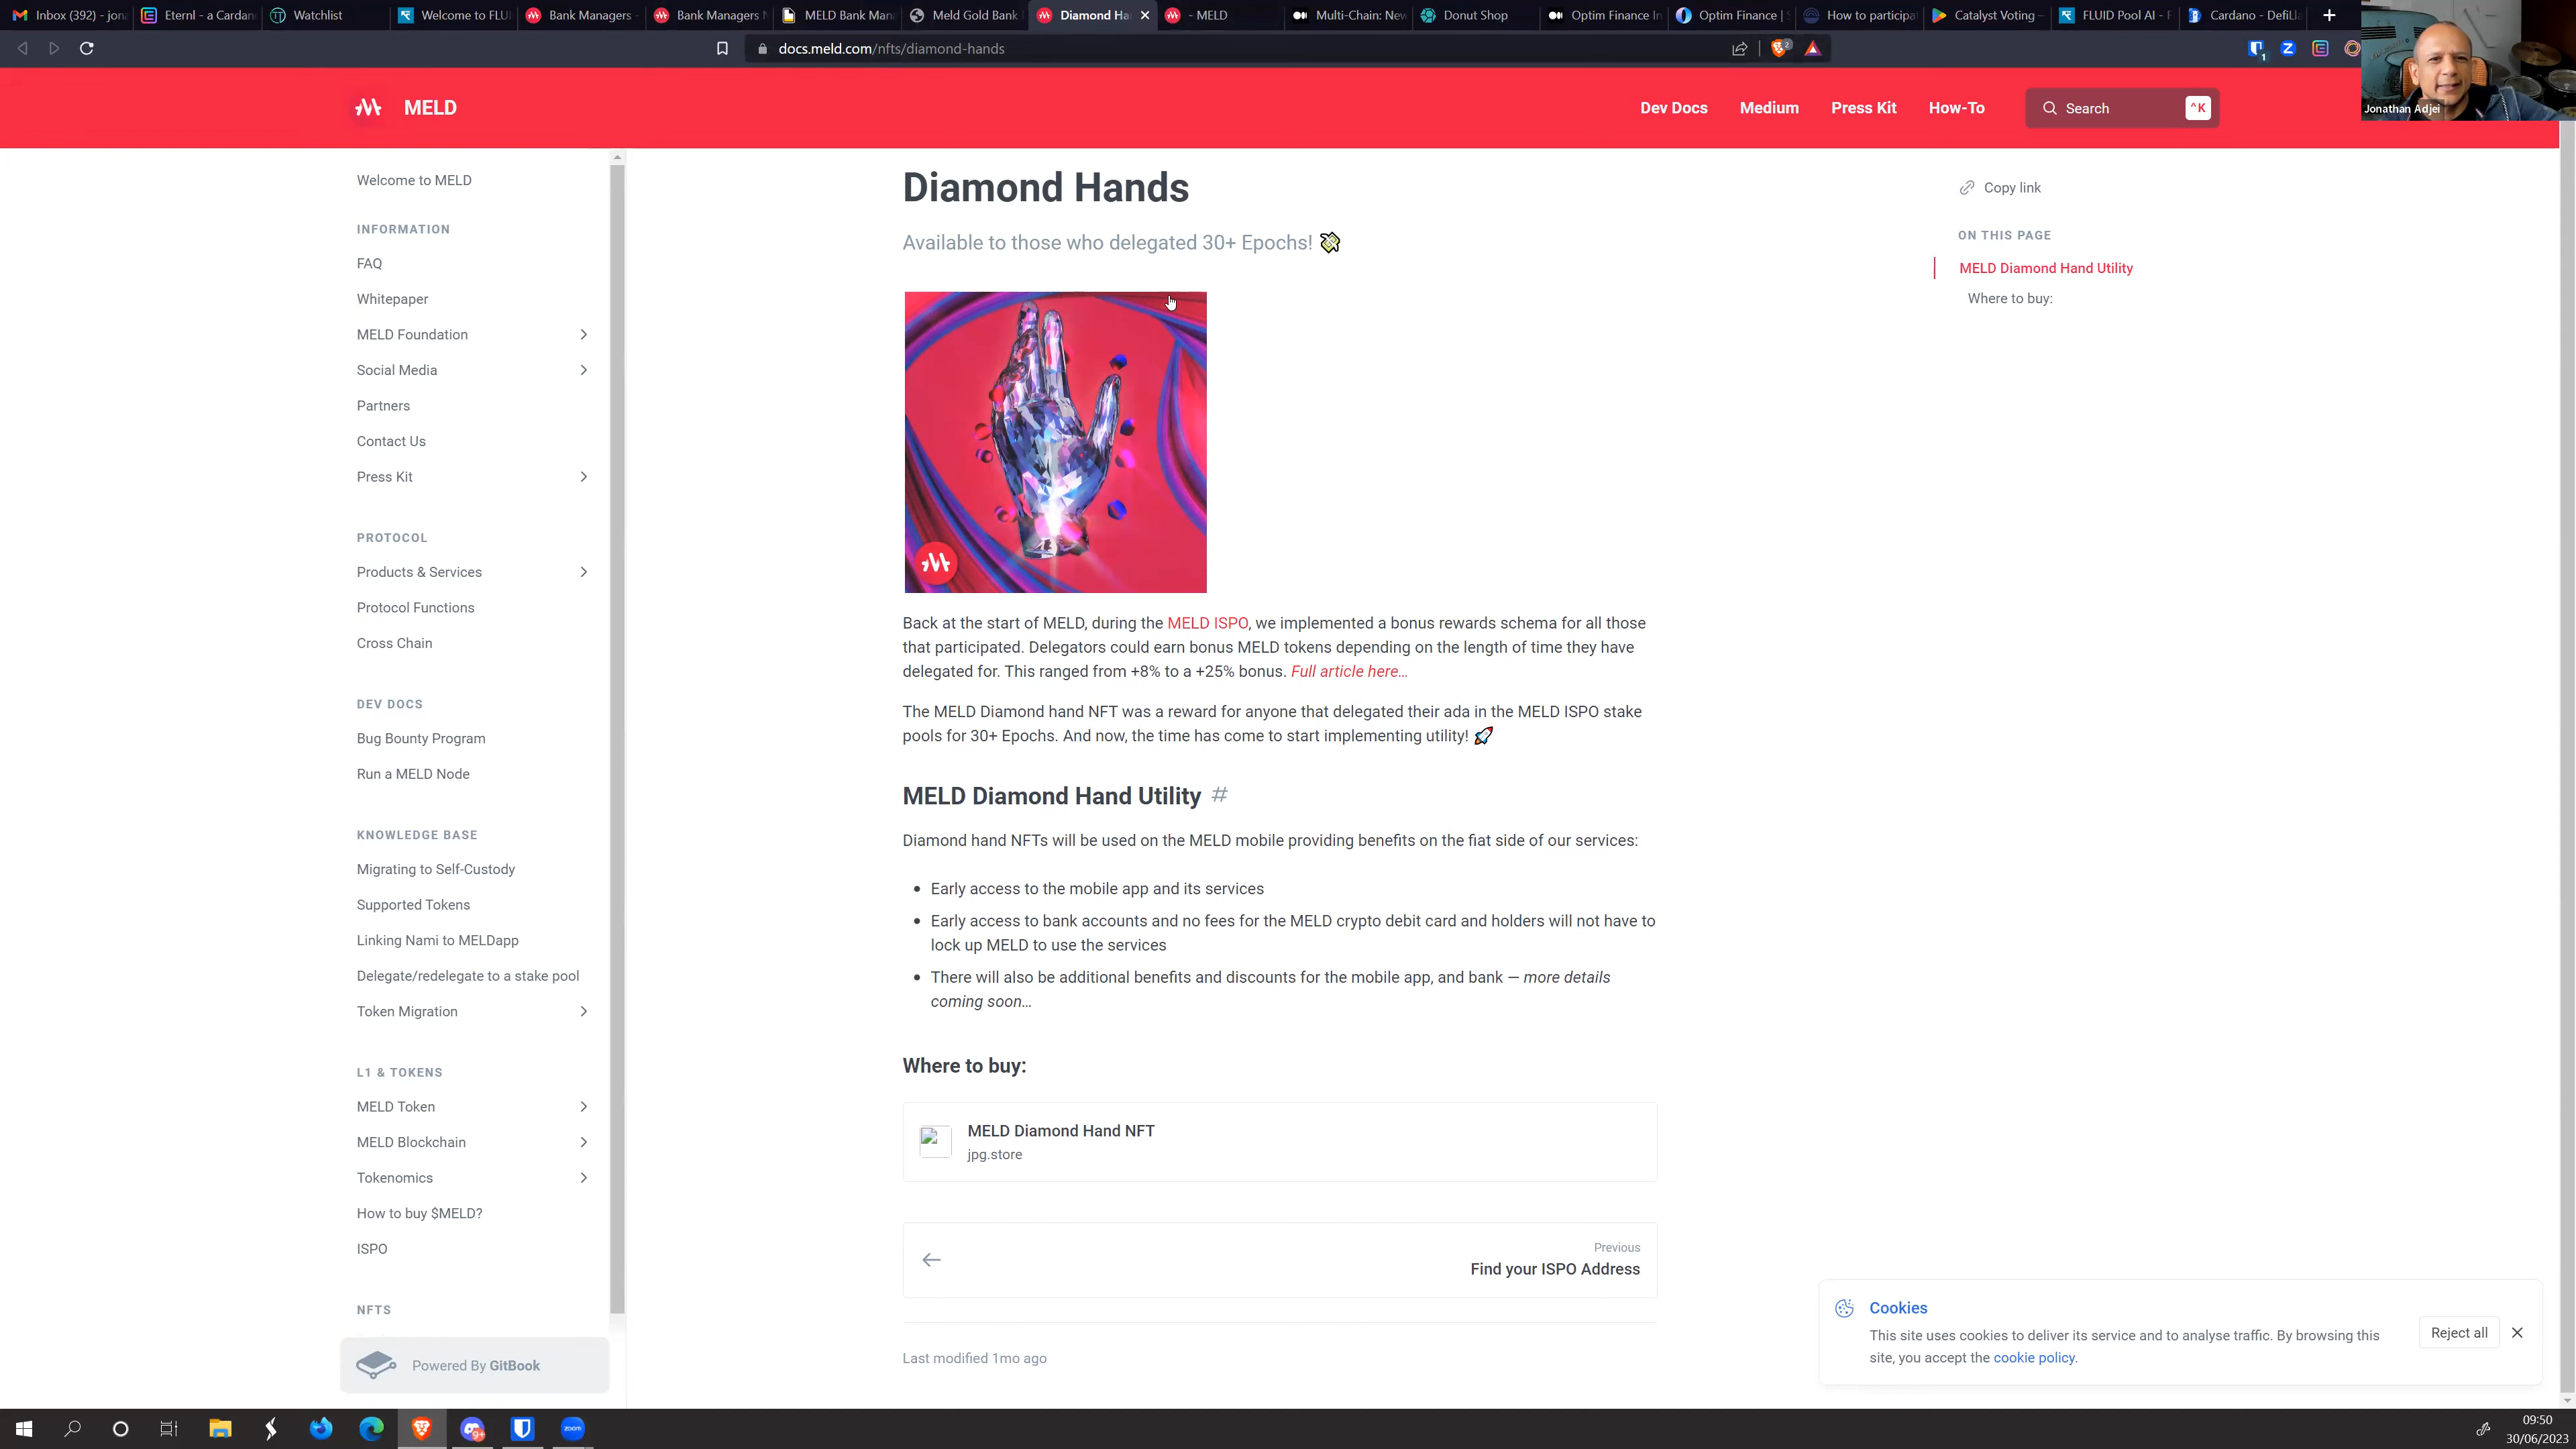 Inbox (392) - jon
Eternl - a Cardan
Watchlist
Welcome to FLU
Bank Managers -
Bank Managers N
MELD Bank Man
Meld Gold Bank
Diamond Ha
- MELD
Multi-Chain: New
Donut Shop
Optim Finance In
Optim Finance | S
How to participa
Catalyst Voting -
FLUID Pool AI - F
Cardano - DefiLla
docs.meld.com/nfts/diamond-hands
2
1
Jonathan Adjei
MELD
Dev Docs
Medium
Press Kit
How-To
Search
^K
Welcome to MELD
INFORMATION
FAQ
Whitepaper
MELD Foundation
Social Media
Partners
Contact Us
Press Kit
PROTOCOL
Products & Services
Protocol Functions
Cross Chain
DEV DOCS
Bug Bounty Program
Run a MELD Node
KNOWLEDGE BASE
Migrating to Self-Custody
Supported Tokens
Linking Nami to MELDapp
Delegate/redelegate to a stake pool
Token Migration
L1 & TOKENS
MELD Token
MELD Blockchain
Tokenomics
How to buy $MELD?
ISPO
NFTS
Powered By GitBook
Diamond Hands
Available to those who delegated 30+ Epochs!
Back at the start of MELD, during the MELD ISPO, we implemented a bonus rewards schema for all those
that participated. Delegators could earn bonus MELD tokens depending on the length of time they have
delegated for. This ranged from +8% to a +25% bonus. Full article here...
The MELD Diamond hand NFT was a reward for anyone that delegated their ada in the MELD ISPO stake
pools for 30+ Epochs. And now, the time has come to start implementing utility! 🚀
MELD Diamond Hand Utility #
Diamond hand NFTs will be used on the MELD mobile providing benefits on the fiat side of our services:
• Early access to the mobile app and its services
• Early access to bank accounts and no fees for the MELD crypto debit card and holders will not have to
lock up MELD to use the services
• There will also be additional benefits and discounts for the mobile app, and bank — more details
coming soon...
Where to buy:
MELD Diamond Hand NFT
jpg.store
Previous
Find your ISPO Address
Last modified 1mo ago
Copy link
ON THIS PAGE
MELD Diamond Hand Utility
Where to buy:
Cookies
This site uses cookies to deliver its service and to analyse traffic. By browsing this
site, you accept the cookie policy.
Reject all
9+
zoom
09:50
30/06/2023